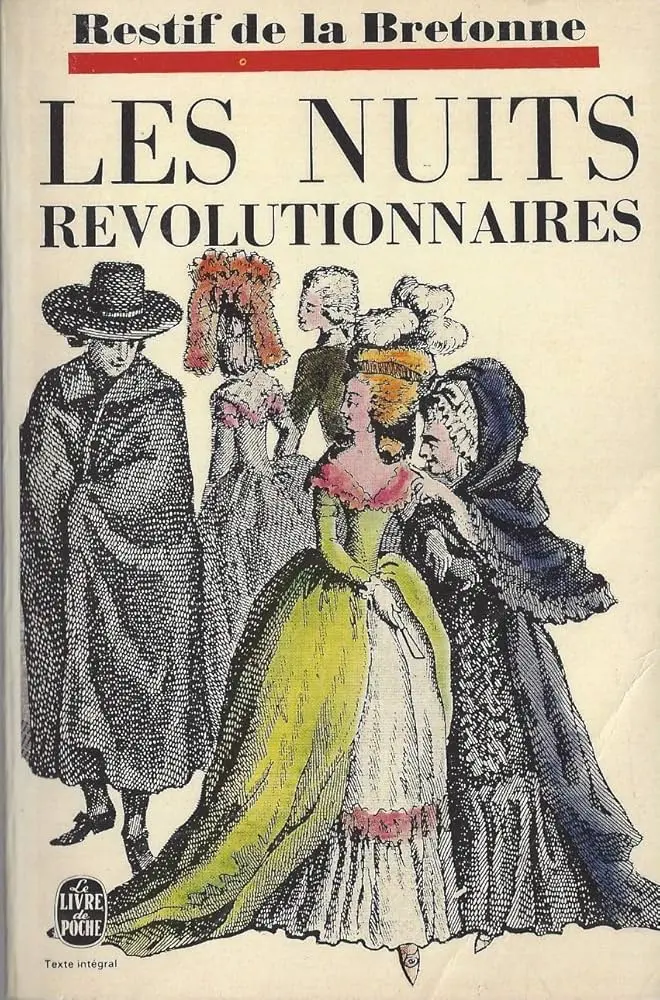 Restif de la Bretonne
LES NUITS
REVOLUTIONNAIRES
Le
LIVRE
de
POCHE
Texte intégral